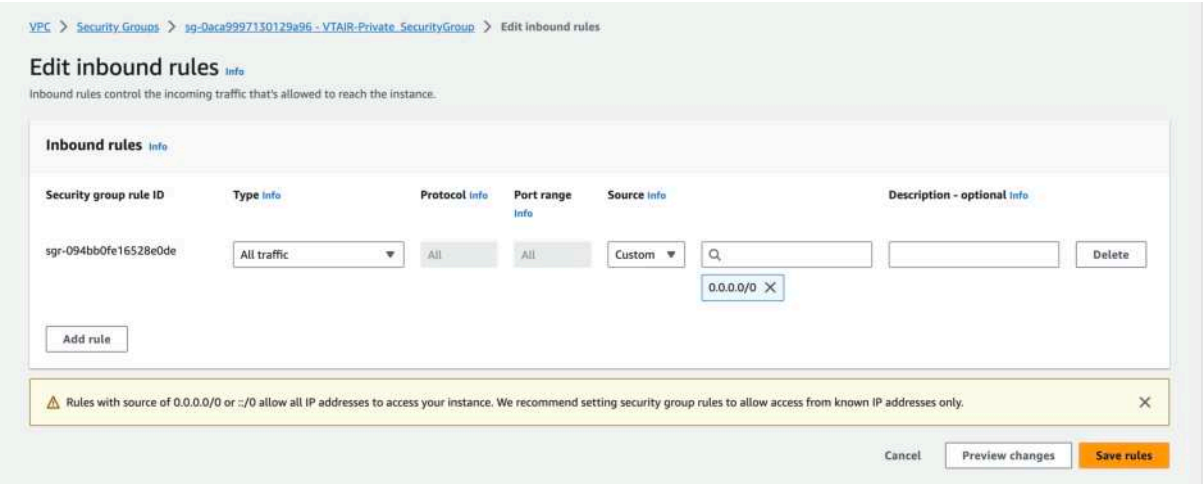 VPC > Security Groups > sg-0aca9997130129a96 - VTAIR-Private_SecurityGroup > Edit inbound rules
Edit inbound rules Info
Inbound rules control the incoming traffic that's allowed to reach the instance.
Inbound rules Info
Security group rule ID Type Info Protocol Info Port range Info Source Info Description - optional Info
sgr-094bb0fe16528e0de All traffic All All Custom Delete
0.0.0.0/0
Add rule
Rules with source of 0.0.0.0/0 or ::/0 allow all IP addresses to access your instance. We recommend setting security group rules to allow access from known IP addresses only.
Cancel Preview changes Save rules